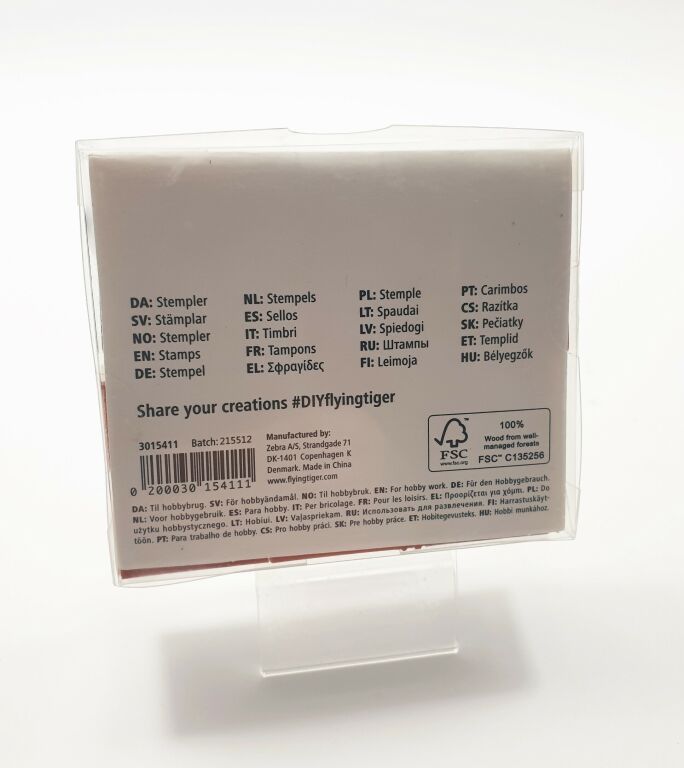 DA: Stempler
SV: Stämplar
NO: Stempler
EN: Stamps
DE: Stempel
NL: Stempels
ES: Sellos
IT: Timbri
FR: Tampons
EL: Σφραγίδες
PL: Stemple
LT: Spaudai
LV: Spiedogi
RU: Штампы
FI: Leimoja
PT: Carimbos
CS: Razítka
SK: Pečiatky
ET: Templid
HU: Bélyegzők
Share your creations #DIYflyingtiger
3015411 Batch: 215512
0 200030 154111
Manufactured by:
Zebra A/S, Strandgade 71
DK-1401 Copenhagen K
Denmark. Made in China
www.flyingtiger.com
FSC
www.fsc.org
100%
Wood from well-
managed forests
FSC™ C135256
DA: Til hobbybrug. SV: För hobbyändamål. NO: Til hobbybruk. EN: For hobby work. DE: Für den Hobbygebrauch.
NL: Voor hobbygebruik. ES: Para hobby. IT: Per bricolage. FR: Pour les loisirs. EL: Προορίζεται για χόμπι. PL: Do
użytku hobbystycznego. LT: Hobiui. LV: Vaļaspriekam. RU: Использовать для развлечения. FI: Harrastuskäyt-
töön. PT: Para trabalho de hobby. CS: Pro hobby práci. SK: Pre hobby práce. ET: Hobitegevusteks. HU: Hobbi munkához.